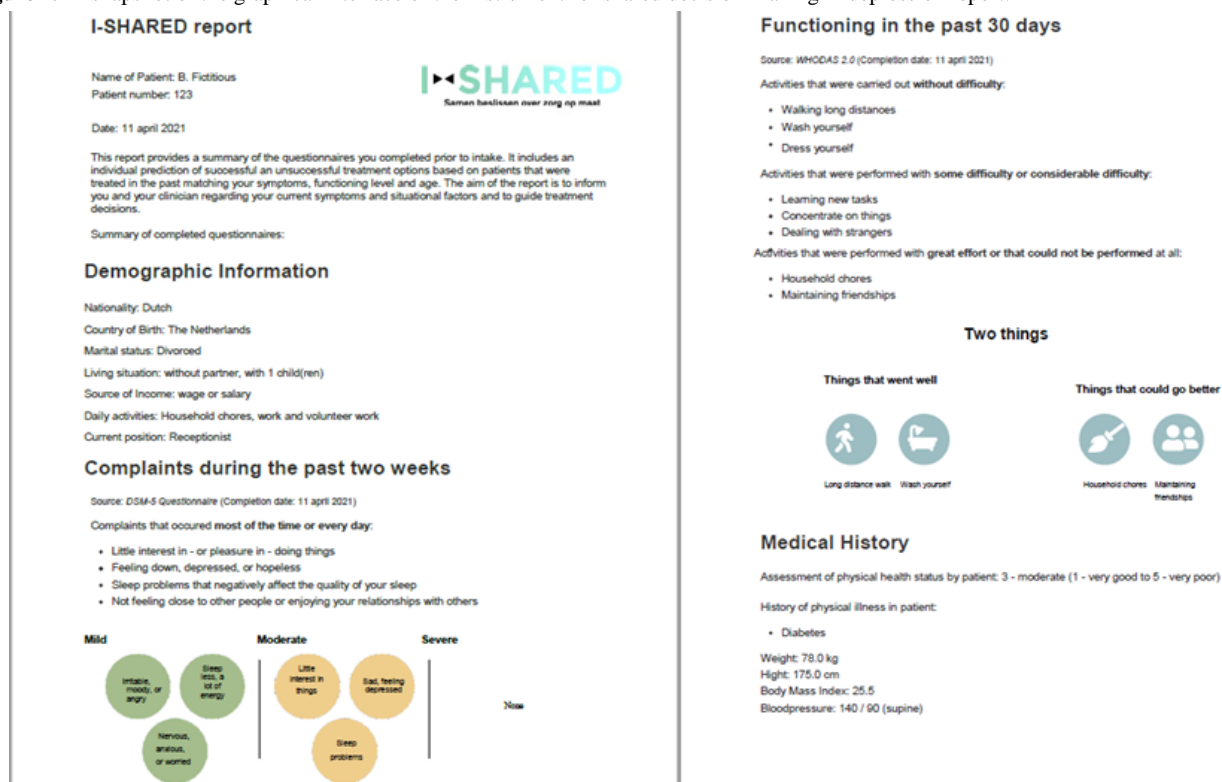 I-SHARED report
Name of Patient: B. Fictitious
Patient number: 123
I SHARED
Samen beslissen over zorg op maat
Date: 11 april 2021
This report provides a summary of the questionnaires you completed prior to intake. It includes an
individual prediction of successful an unsuccessful treatment options based on patients that were
treated in the past matching your symptoms, functioning level and age. The aim of the report is to inform
you and your clinician regarding your current symptoms and situational factors and to guide treatment
decisions.
Summary of completed questionnaires:
Demographic Information
Nationality: Dutch
Country of Birth: The Netherlands
Marital status: Divorced
Living situation: without partner, with 1 child(ren)
Source of Income: wage or salary
Daily activities: Household chores, work and volunteer work
Current position: Receptionist
Complaints during the past two weeks
Source: DSM-5 Questionnaire (Completion date: 11 april 2021)
Complaints that occured most of the time or every day:
• Little interest in - or pleasure in - doing things
• Feeling down, depressed, or hopeless
• Sleep problems that negatively affect the quality of your sleep
• Not feeling close to other people or enjoying your relationships with others
Mild
Irritable,
moody, or
angry
Sleep
less, a
lot of
energy
Nervous,
anxious,
or worried
Moderate
Little
interest in
things
Sad, feeling
depressed
Sleep
problems
Severe
None
Functioning in the past 30 days
Source: WHODAS 2.0 (Completion date: 11 april 2021)
Activities that were carried out without difficulty:
• Walking long distances
• Wash yourself
• Dress yourself
Activities that were performed with some difficulty or considerable difficulty:
• Learning new tasks
• Concentrate on things
• Dealing with strangers
Activities that were performed with great effort or that could not be performed at all:
• Household chores
• Maintaining friendships
Two things
Things that went well
Long distance walk
Wash yourself
Things that could go better
Household chores
Maintaining
friendships
Medical History
Assessment of physical health status by patient: 3 - moderate (1 - very good to 5 - very poor)
History of physical illness in patient:
• Diabetes
Weight: 78.0 kg
Hight: 175.0 cm
Body Mass Index: 25.5
Bloodpressure: 140 / 90 (supine)